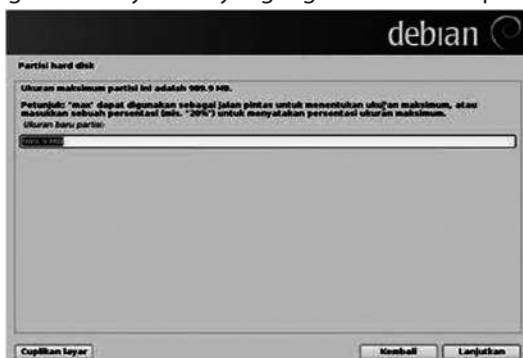 debian
Partisi hard disk
Ukuran maksimum partisi ini adalah 989.9 MB.
Petunjuk: "max" dapat digunakan sebagai jalan pintas untuk menentukan ukuran maksimum, atau
masukkan sebuah persentasi (mis. "20%") untuk menyatakan persentasi ukuran maksimum.
Ukuran baru partisi:
Cuplikan layar
Kembali
Lanjutkan